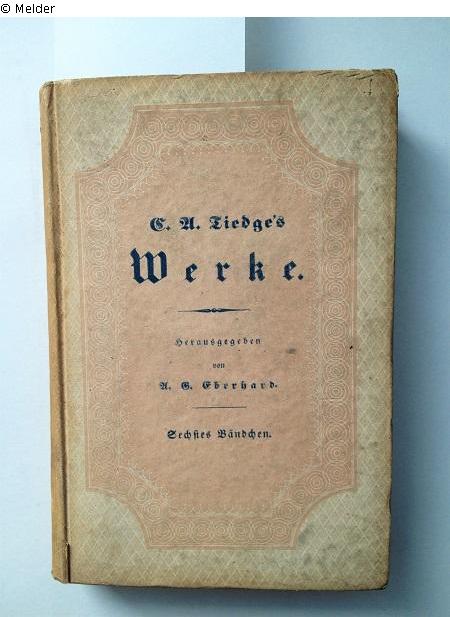 © Melder
C. A. Tiedge's
Werke.
Herausgegeben
von
A. G. Eberhard.
Sechstes Bändchen.